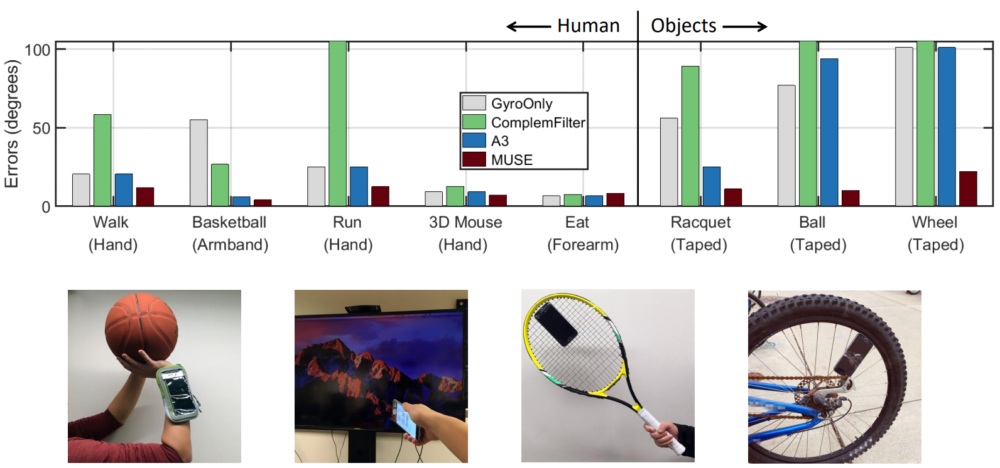 Human
Objects
Errors (degrees)
100
50
0
GyroOnly
ComplemFilter
A3
MUSE
Walk
(Hand)
Basketball
(Armband)
Run
(Hand)
3D Mouse
(Hand)
Eat
(Forearm)
Racquet
(Taped)
Ball
(Taped)
Wheel
(Taped)